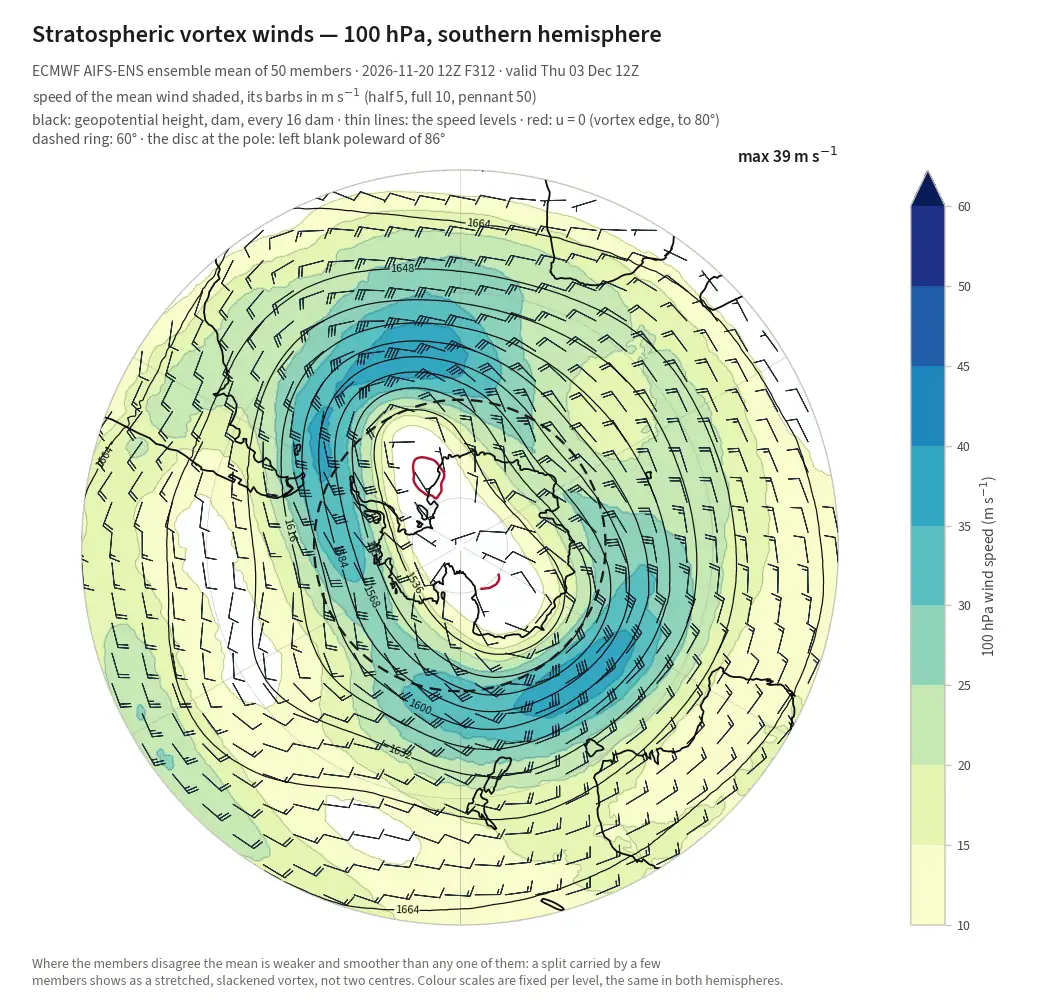 Stratospheric vortex winds — 100 hPa, southern hemisphere
ECMWF AIFS-ENS ensemble mean of 50 members · 2026-11-20 12Z F312 · valid Thu 03 Dec 12Z
speed of the mean wind shaded, its barbs in m s⁻¹ (half 5, full 10, pennant 50)
black: geopotential height, dam, every 16 dam · thin lines: the speed levels · red: u = 0 (vortex edge, to 80°)
dashed ring: 60° · the disc at the pole: left blank poleward of 86°
max 39 m s⁻¹
60
50
45
40
35
30
25
20
15
10
100 hPa wind speed (m s⁻¹)
1664
1648
1664
1616
1568
1536
1600
1632
1664
Where the members disagree the mean is weaker and smoother than any one of them: a split carried by a few
members shows as a stretched, slackened vortex, not two centres. Colour scales are fixed per level, the same in both hemispheres.